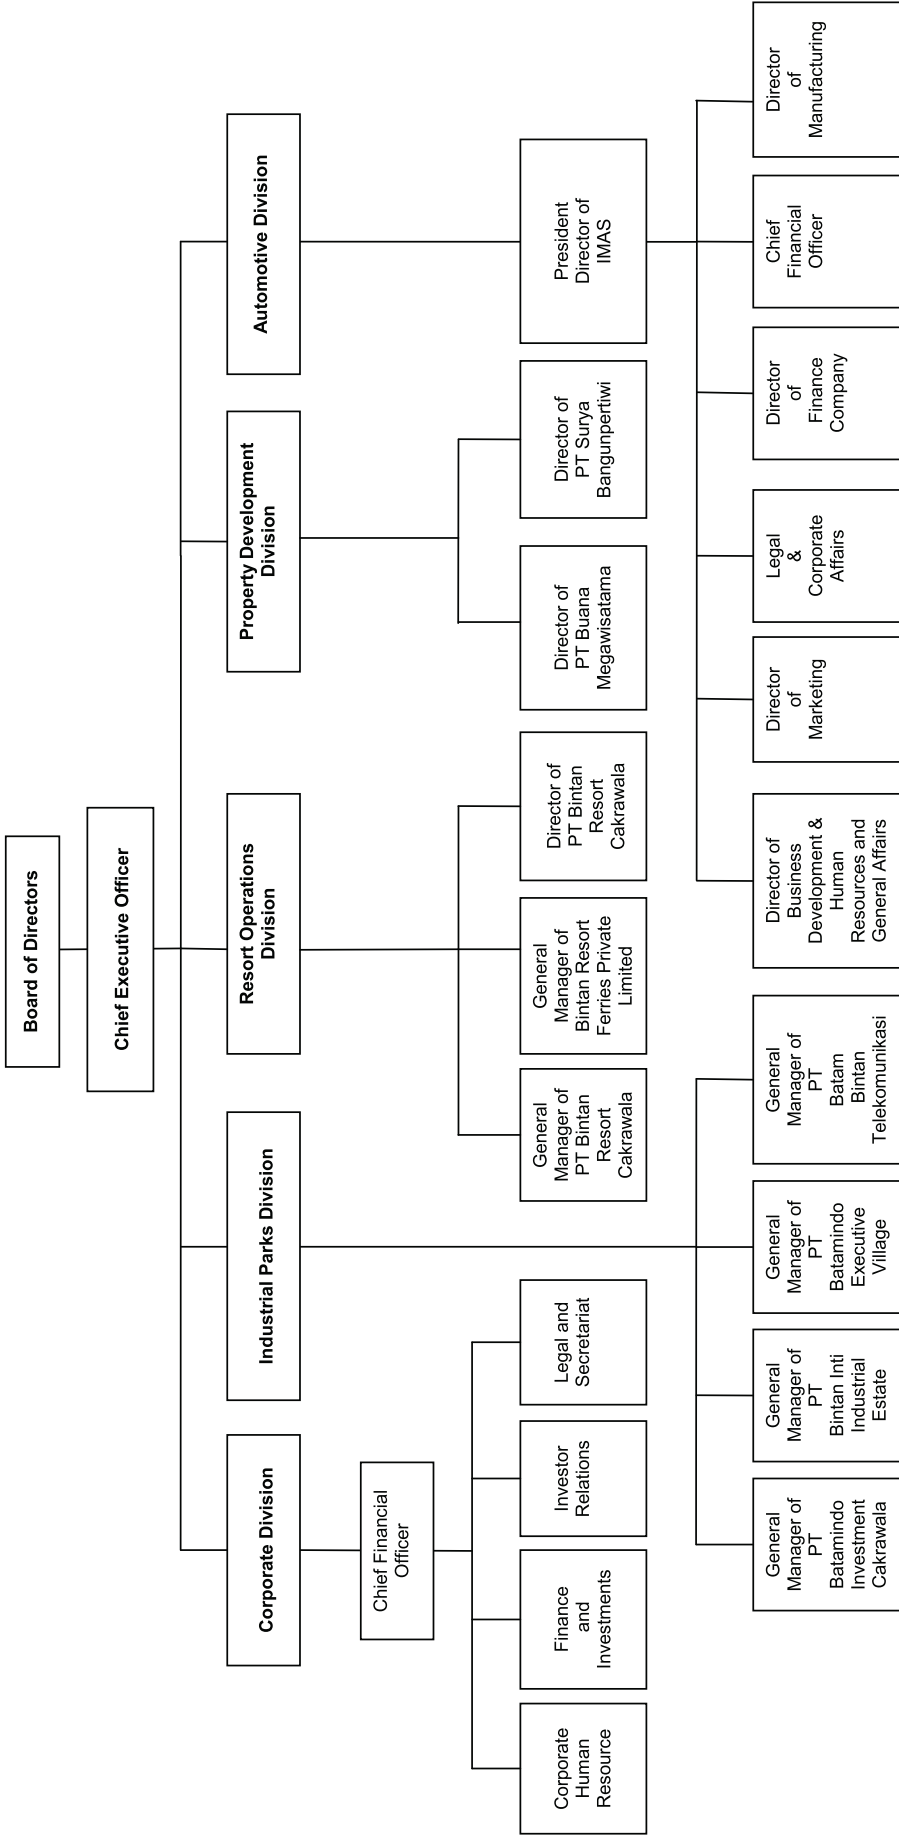 Board of Directors
Chief Executive Officer
Corporate Division
Industrial Parks Division
Resort Operations
Division
Property Development
Division
Automotive Division
Chief Financial
Officer
Corporate
Human
Resource
Finance
and
Investments
Investor
Relations
Legal and
Secretariat
General
Manager of
PT Bintan
Resort
Cakrawala
General
Manager of
Bintan Resort
Ferries Private
Limited
Director of
PT Bintan
Resort
Cakrawala
Director of
PT Buana
Megawisatama
Director of
PT Surya
Bangunpertiwi
President
Director of
IMAS
General
Manager of
PT
Batamindo
Investment
Cakrawala
General
Manager of
PT
Bintan Inti
Industrial
Estate
General
Manager of
PT
Batamindo
Executive
Village
General
Manager of
PT
Batam
Bintan
Telekomunikasi
Director of
Business
Development &
Human
Resources and
General Affairs
Director
of
Marketing
Legal
&
Corporate
Affairs
Director
of
Finance
Company
Chief
Financial
Officer
Director
of
Manufacturing